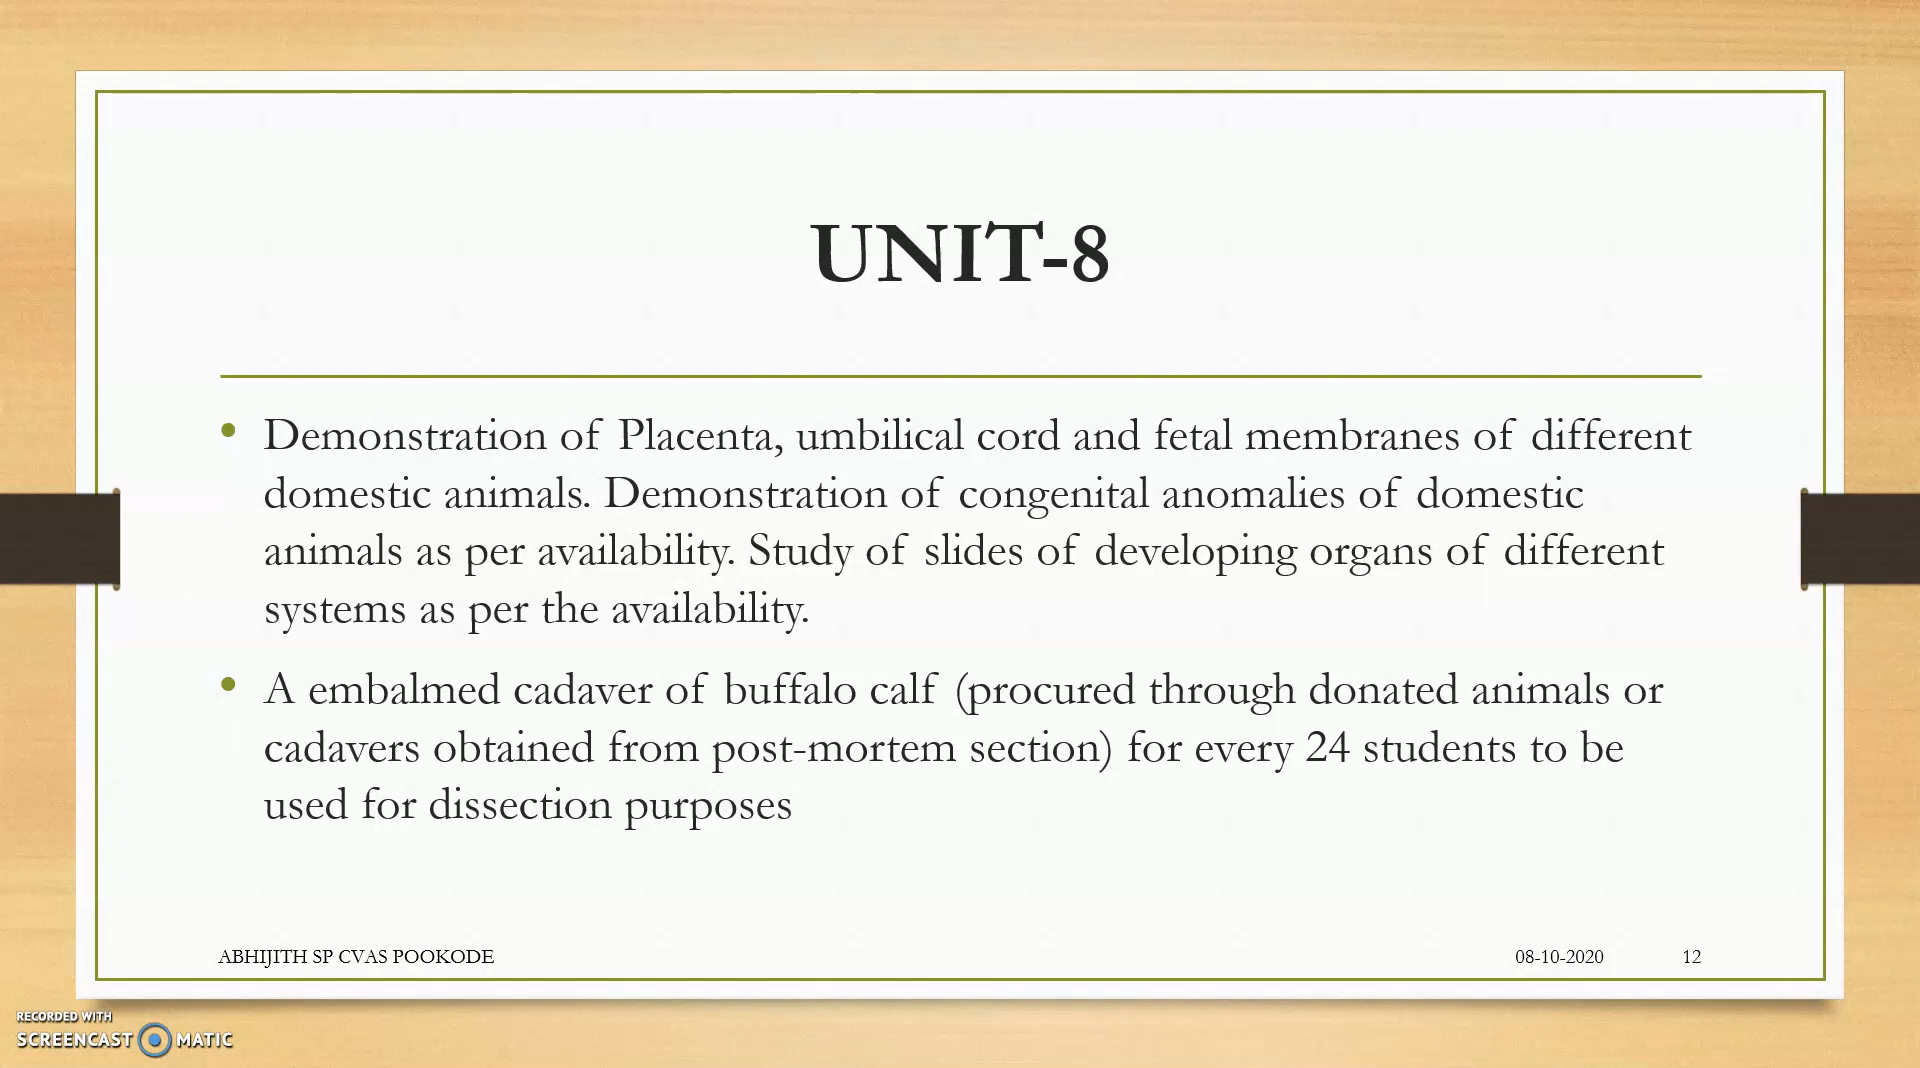 UNIT-8
• Demonstration of Placenta, umbilical cord and fetal membranes of different
domestic animals. Demonstration of congenital anomalies of domestic
animals as per availability. Study of slides of developing organs of different
systems as per the availability.
• A embalmed cadaver of buffalo calf (procured through donated animals or
cadavers obtained from post-mortem section) for every 24 students to be
used for dissection purposes
ABHIJITH SP CVAS POOKODE 08-10-2020 12
RECORDED WITH
SCREENCAST MATIC